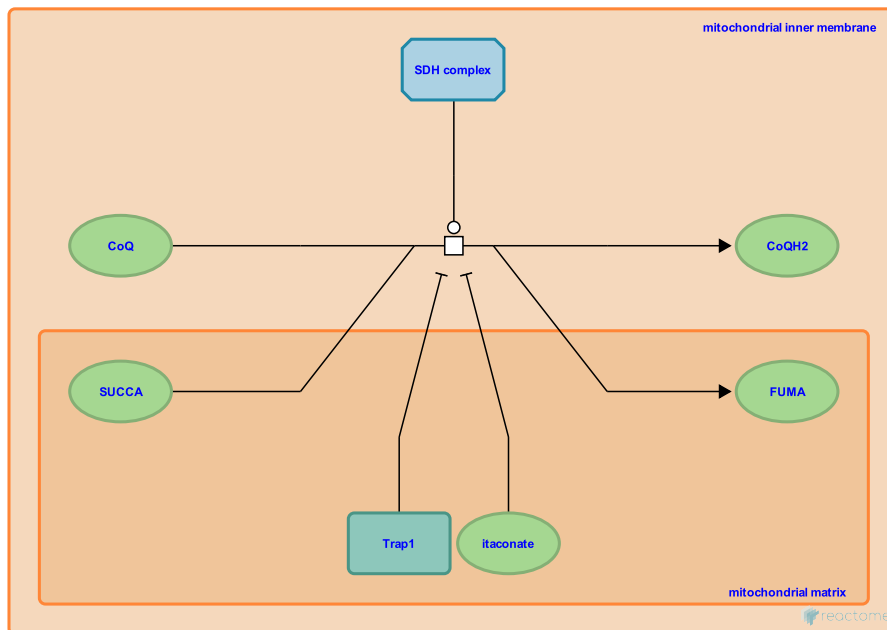 mitochondrial inner membrane
SDH complex
CoQ
CoQH2
SUCCA
FUMA
Trap1
itaconate
mitochondrial matrix
reactome